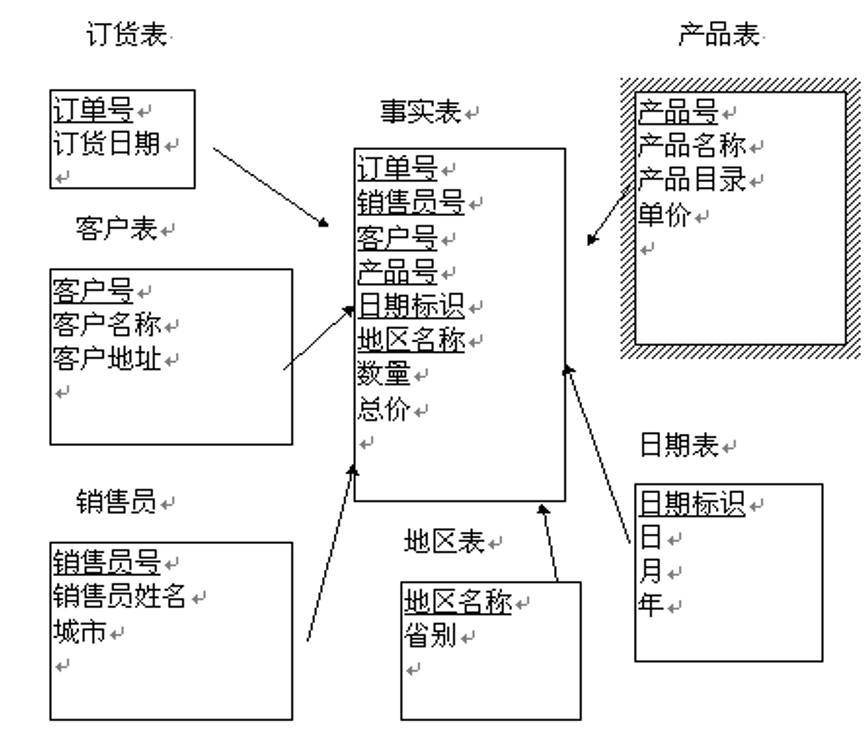 订货表
订单号
订货日期
客户表
客户号
客户名称
客户地址
销售员
销售员号
销售员姓名
城市
事实表
订单号
销售员号
客户号
产品号
日期标识
地区名称
数量
总价
地区表
地区名称
省别
产品表
产品号
产品名称
产品目录
单价
日期表
日期标识
日
月
年